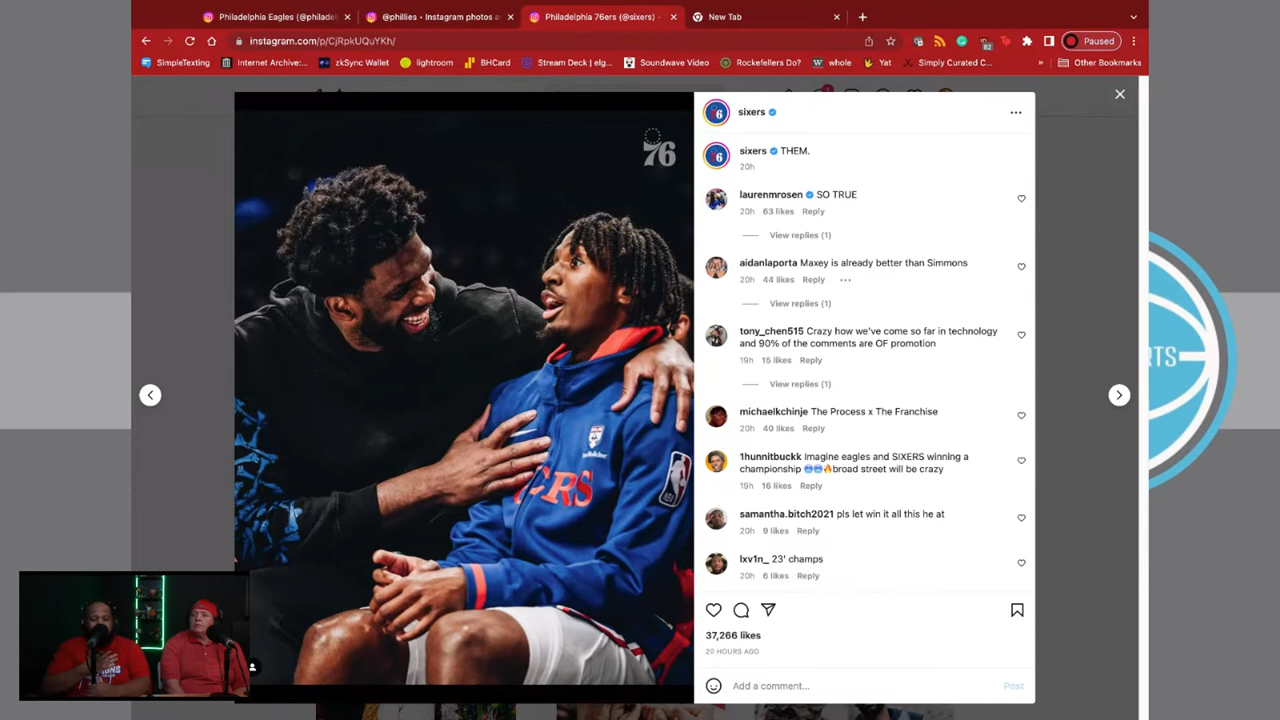 Philadelphia Eagles (@philadel
@phillies • Instagram photos a
Philadelphia 76ers (@sixers)
New Tab
instagram.com/p/CjRpkUQuYKh/
Paused
SimpleTexting
Internet Archive:...
zkSync Wallet
lightroom
BHCard
Stream Deck | elg...
Soundwave Video
Rockefellers Do?
whole
Yat
Simply Curated C...
»
Other Bookmarks
76
sixers
sixers THEM.
20h
laurenmrosen SO TRUE
20h 63 likes Reply
View replies (1)
aidanlaporta Maxey is already better than Simmons
20h 44 likes Reply
View replies (1)
tony_chen515 Crazy how we've come so far in technology
and 90% of the comments are OF promotion
19h 15 likes Reply
View replies (1)
michaelkchinje The Process x The Franchise
20h 40 likes Reply
1hunnitbuckk Imagine eagles and SIXERS winning a
championship 🥶🥶🔥broad street will be crazy
19h 16 likes Reply
samantha.bitch2021 pls let win it all this he at
20h 9 likes Reply
lxv1n_ 23' champs
20h 6 likes Reply
37,266 likes
20 HOURS AGO
Add a comment...
Post
ERS
NBA
RTS